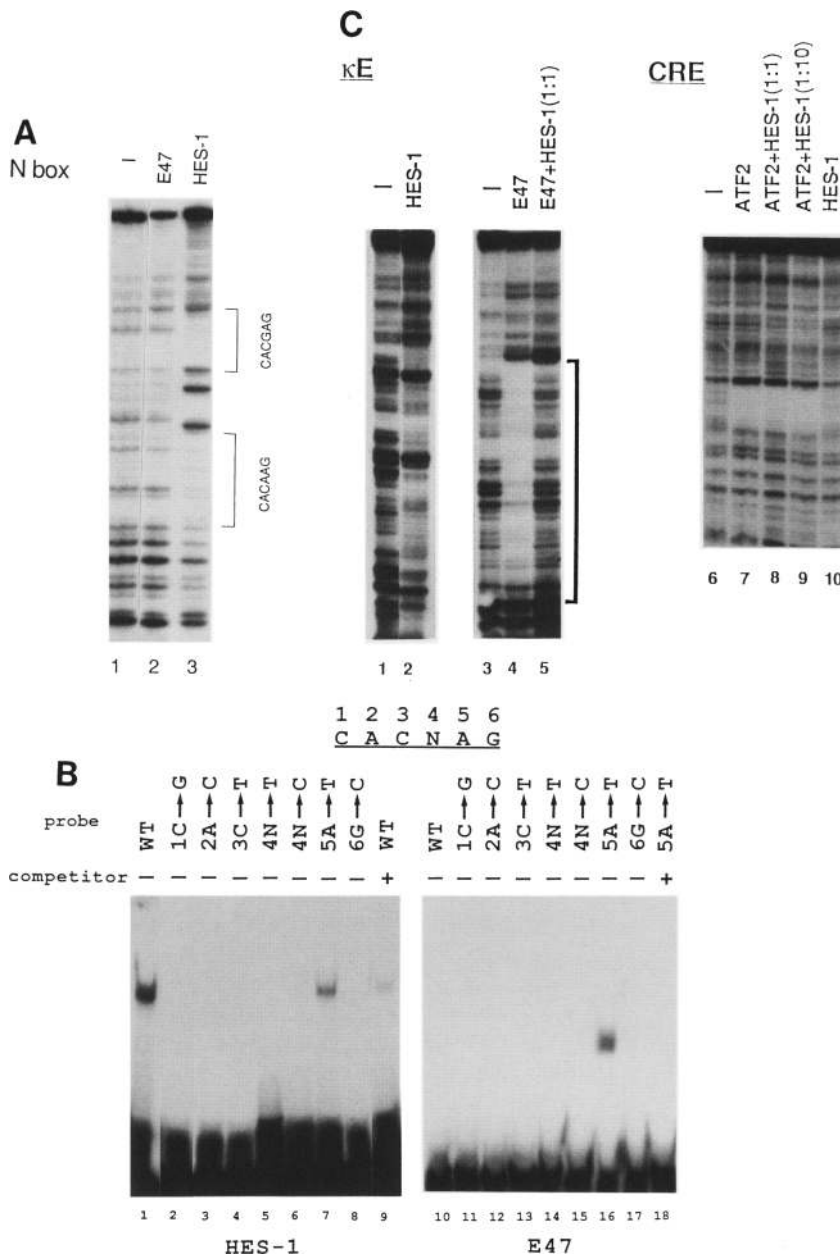 A
N box
–
E47
HES-1
CACGAG
CACAAG
1 2 3
C
κE
–
HES-1
–
E47
E47+HES-1(1:1)
1 2
3 4 5
CRE
–
ATF2
ATF2+HES-1(1:1)
ATF2+HES-1(1:10)
HES-1
6 7 8 9 10
1 2 3 4 5 6
C A C N A G
B
probe
WT
1C→G
2A→C
3C→T
4N→T
4N→C
5A→T
6G→C
WT
WT
1C→G
2A→C
3C→T
4N→T
4N→C
5A→T
6G→C
5A→T
competitor – – – – – – – – + – – – – – – – – +
1 2 3 4 5 6 7 8 9
HES-1
10 11 12 13 14 15 16 17 18
E47